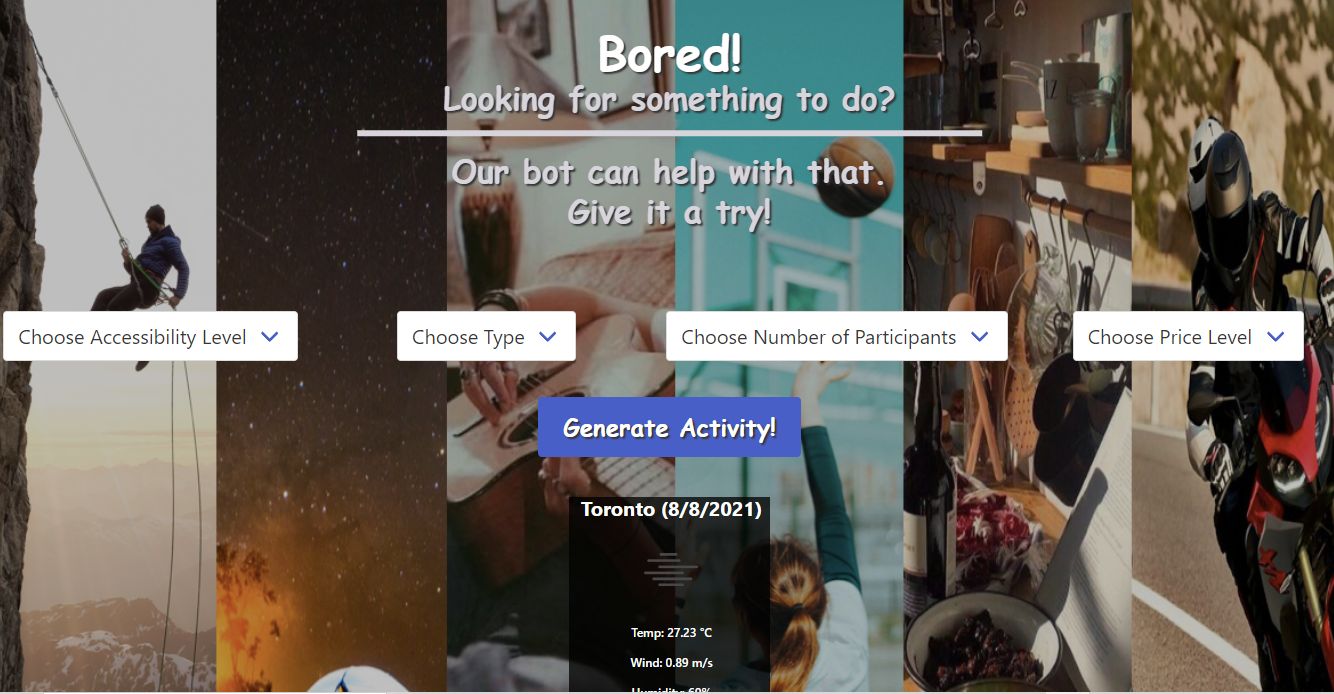 Bored!
Looking for something to do?
Our bot can help with that.
Give it a try!
Choose Accessibility Level
Choose Type
Choose Number of Participants
Choose Price Level
Generate Activity!
Toronto (8/8/2021)
Temp: 27.23 °C
Wind: 0.89 m/s
Humidity: 69%